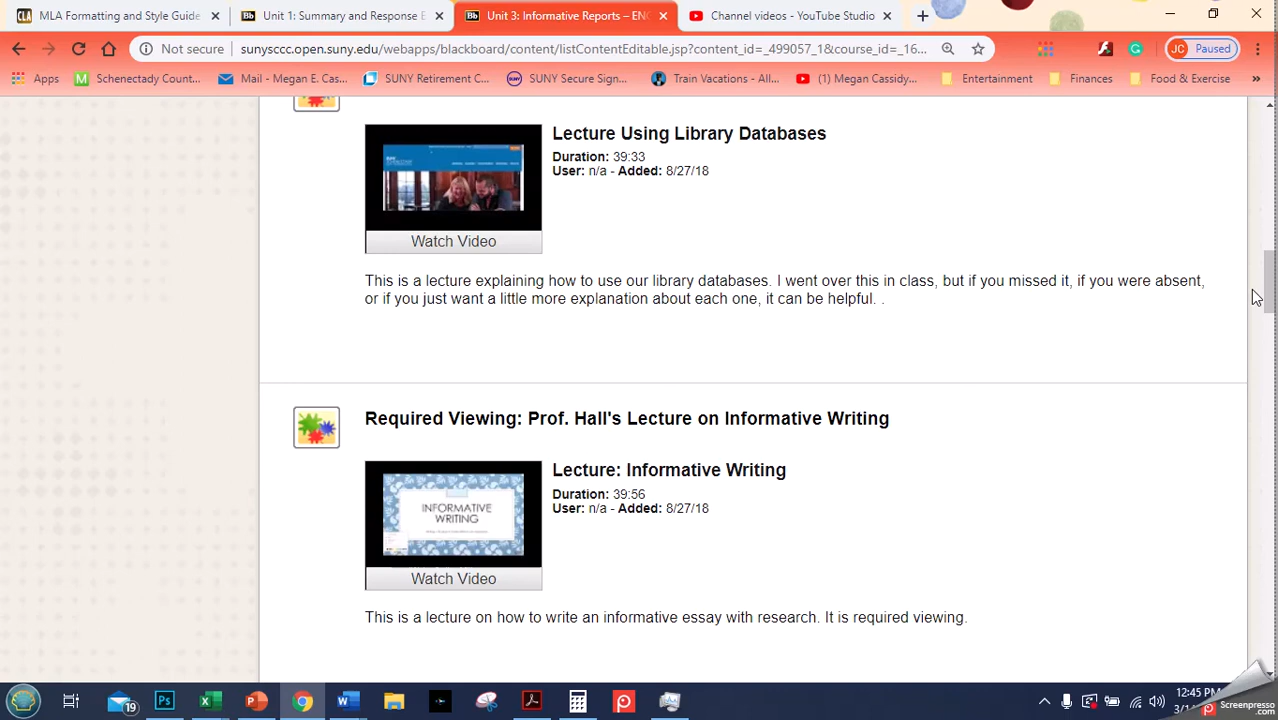 MLA Formatting and Style Guide
Unit 1: Summary and Response E
Unit 3: Informative Reports – ENG
Channel videos - YouTube Studio
Not secure
sunysccc.open.suny.edu/webapps/blackboard/content/listContentEditable.jsp?content_id=_499057_1&course_id=_16...
JC Paused
Apps
Schenectady Count...
Mail - Megan E. Cas...
SUNY Retirement C...
SUNY Secure Sign...
Train Vacations - All...
(1) Megan Cassidy...
Entertainment
Finances
Food & Exercise
Lecture Using Library Databases
Duration: 39:33
User: n/a - Added: 8/27/18
Watch Video
This is a lecture explaining how to use our library databases. I went over this in class, but if you missed it, if you were absent,
or if you just want a little more explanation about each one, it can be helpful. .
Required Viewing: Prof. Hall's Lecture on Informative Writing
Lecture: Informative Writing
Duration: 39:56
User: n/a - Added: 8/27/18
INFORMATIVE
WRITING
Watch Video
This is a lecture on how to write an informative essay with research. It is required viewing.
19
12:45 PM
Screenpresso
.com